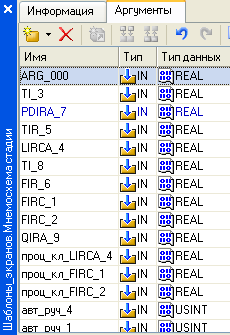 Информация Аргументы
Имя Тип Тип данных
ARG_000 IN REAL
TI_3 IN REAL
PDIRA_7 IN REAL
TIR_5 IN REAL
LIRCA_4 IN REAL
TI_8 IN REAL
FIR_6 IN REAL
FIRC_1 IN REAL
FIRC_2 IN REAL
QIRA_9 IN REAL
проц_кл_LIRCA_4 IN REAL
проц_кл_FIRC_1 IN REAL
проц_кл_FIRC_2 IN REAL
авт_руч_4 IN USINT
авт_руч_1 IN USINT
Шаблоны_экранов Мнемосхема стадии